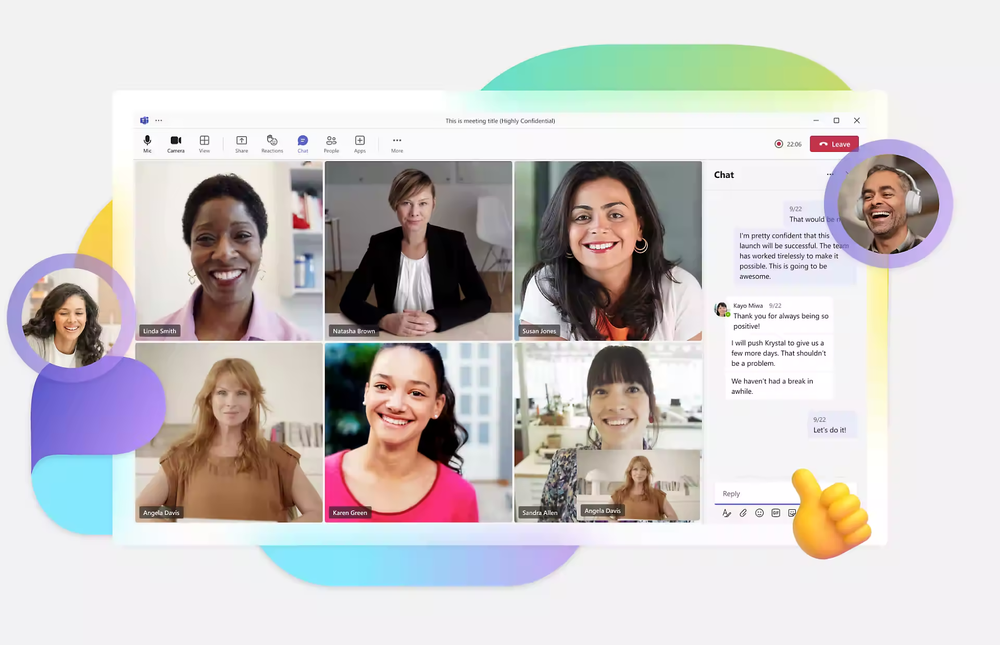 This is meeting title (Highly Confidential)
Mic
Camera
View
Share
Reactions
Chat
People
Apps
More
22:06
Leave
Linda Smith
Natasha Brown
Susan Jones
Angela Davis
Karen Green
Sandra Allen
Angela Davis
Chat
9/22
That would be
I'm pretty confident that this
launch will be successful. The team
has worked tirelessly to make it
possible. This is going to be
awesome.
Kayo Miwa 9/22
Thank you for always being so
positive!
I will push Krystal to give us a
few more days. That shouldn't
be a problem.
We haven't had a break in
awhile.
9/22
Let's do it!
Reply
GIF